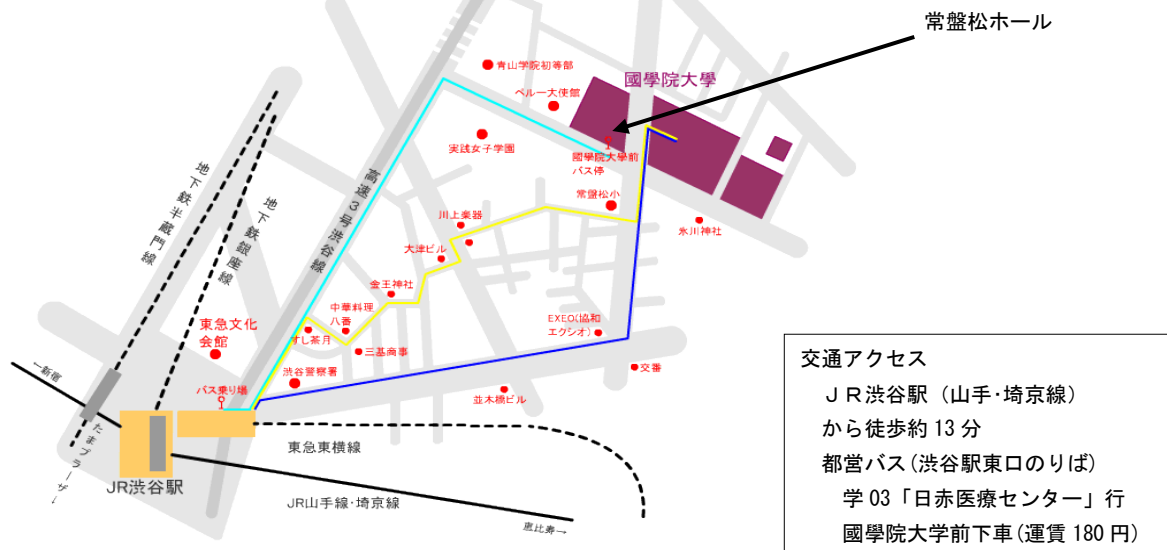 常盤松ホール
青山学院初等部
國學院大學
ペルー大使館
実践女子学園
國學院大學前
バス停
常盤松小
氷川神社
高速3号渋谷線
地下鉄半蔵門線
地下鉄銀座線
川上楽器
大津ビル
金王神社
中華料理
八番
すし茶月
三基商事
EXEO(協和
エクシオ)
東急文化
会館
渋谷警察署
交番
並木橋ビル
バス乗り場
←新宿
たまプラーザ→
東急東横線
JR渋谷駅
JR山手線･埼京線
恵比寿→
交通アクセス
ＪＲ渋谷駅（山手･埼京線）
から徒歩約 13 分
都営バス(渋谷駅東口のりば)
学 03「日赤医療センター」行
國學院大学前下車(運賃 180 円)